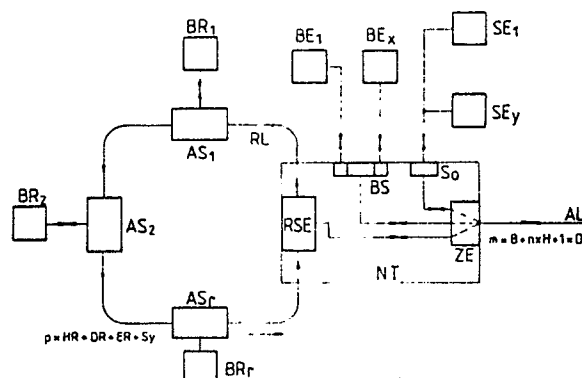 BR1
BE1
BEx
SE1
SEy
AS1
RL
BR2
AS2
BS
S0
AL
RSE
m×B+n×H+1×D
ZE
NT
ASr
p×HR+DR+ER+Sy
BRr